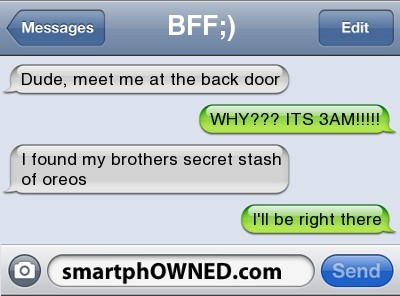 Messages
BFF;)
Edit
Dude, meet me at the back door
WHY??? ITS 3AM!!!!!
I found my brothers secret stash
of oreos
I'll be right there
smartphOWNED.com
Send